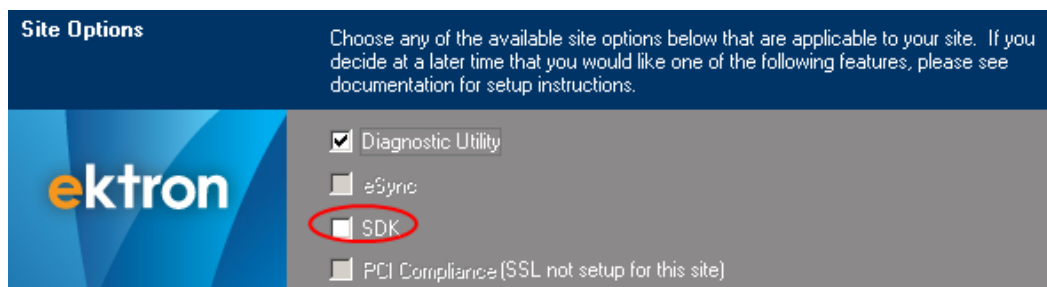 Site Options
Choose any of the available site options below that are applicable to your site. If you
decide at a later time that you would like one of the following features, please see
documentation for setup instructions.
ektron
Diagnostic Utility
eSync
SDK
PCI Compliance (SSL not setup for this site)